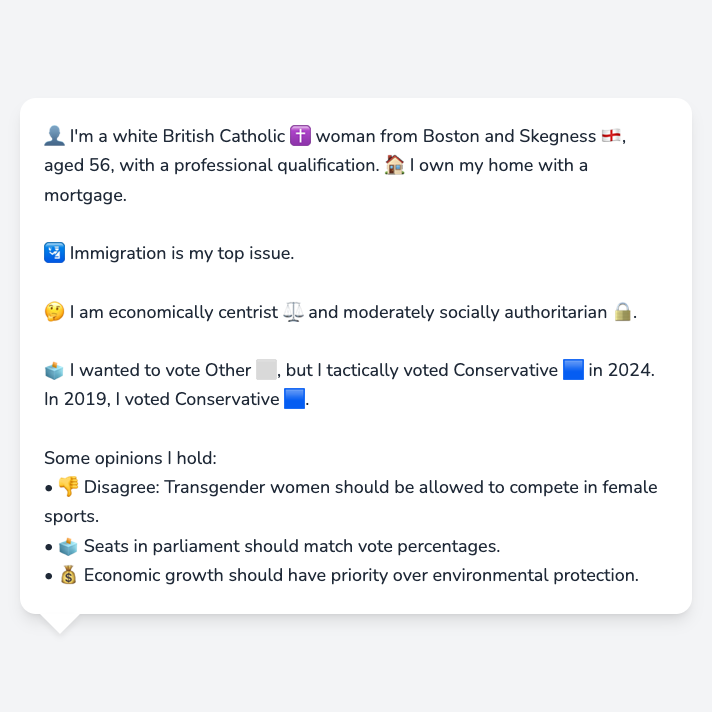 👤 I'm a white British Catholic ✝️ woman from Boston and Skegness 🏴󠁧󠁢󠁥󠁮󠁧󠁿,
aged 56, with a professional qualification. 🏠 I own my home with a
mortgage.
🛂 Immigration is my top issue.
🤔 I am economically centrist ⚖️ and moderately socially authoritarian 🔒.
🗳️ I wanted to vote Other ⬜, but I tactically voted Conservative 🟦 in 2024.
In 2019, I voted Conservative 🟦.
Some opinions I hold:
• 👎 Disagree: Transgender women should be allowed to compete in female
sports.
• 🗳️ Seats in parliament should match vote percentages.
• 💰 Economic growth should have priority over environmental protection.